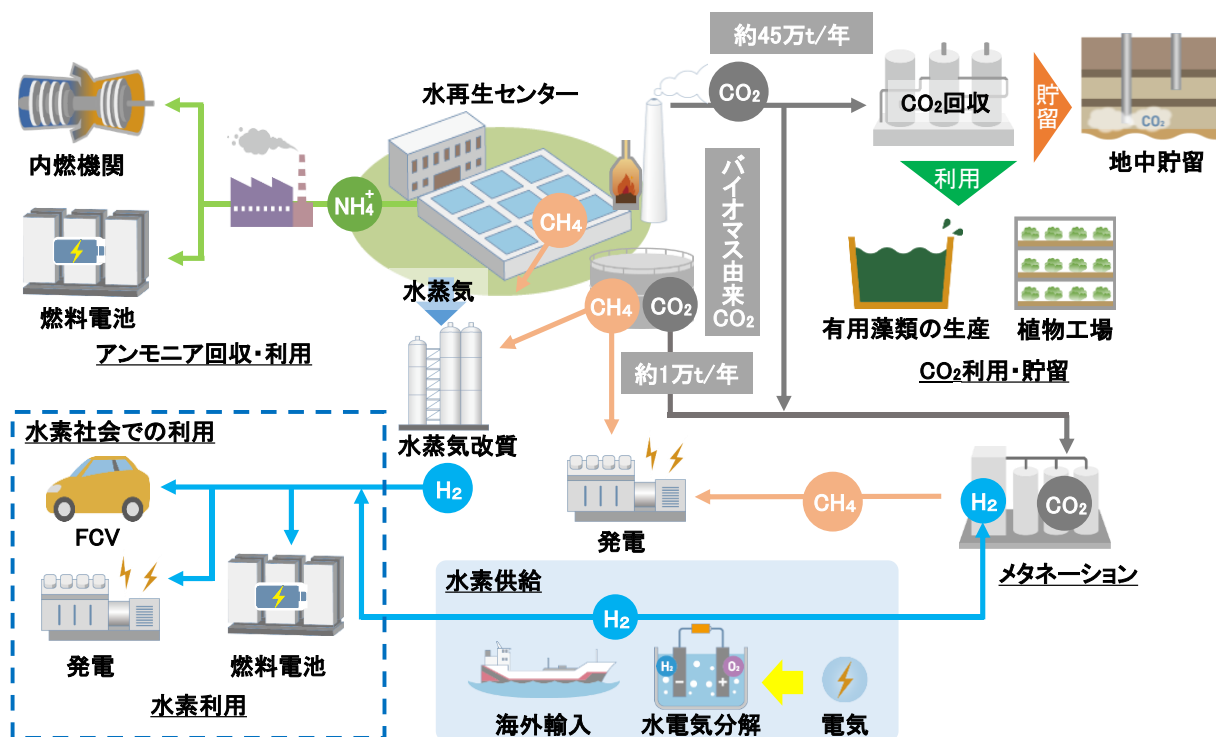 約45万t/年
水再生センター
CO₂
CO₂回収
貯留
CO₂
地中貯留
内燃機関
利用
NH₄⁺
CH₄
バイオマス由来CO₂
水蒸気
CH₄
CO₂
燃料電池
有用藻類の生産
植物工場
アンモニア回収・利用
約1万t/年
CO₂利用・貯留
水素社会での利用
水蒸気改質
H₂
CH₄
H₂
CO₂
FCV
発電
メタネーション
水素供給
H₂
発電
燃料電池
H₂
O₂
−
+
水素利用
海外輸入
水電気分解
電気